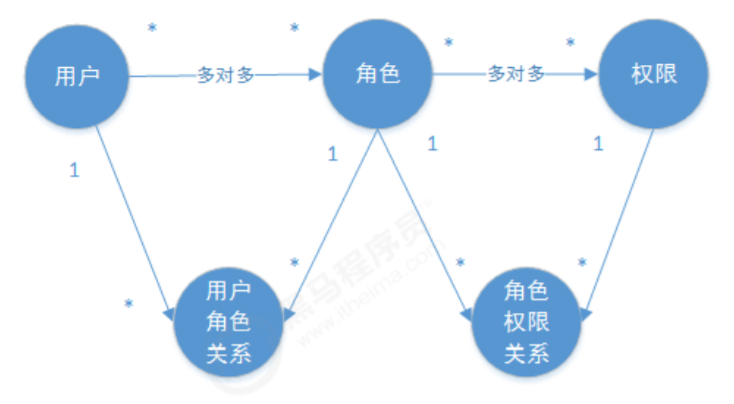 * * * *
用户 多对多 角色 多对多 权限
1 1 1 1
* * * *
用户
角色
关系
角色
权限
关系
黑马程序员
www.itheima.com